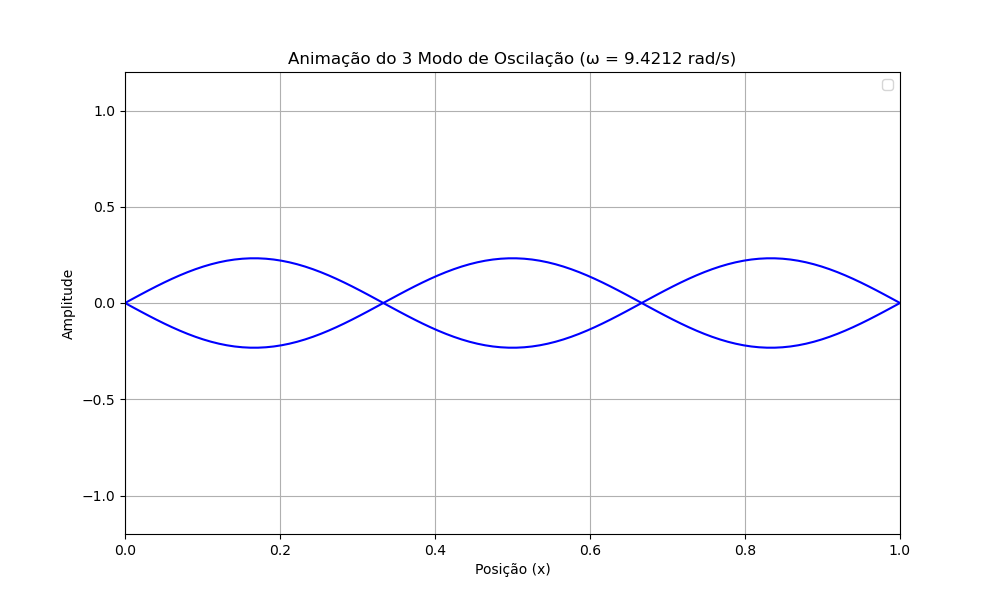 Animação do 3 Modo de Oscilação (ω = 9.4212 rad/s)
1.0
0.5
0.0
−0.5
−1.0
Amplitude
0.0 0.2 0.4 0.6 0.8 1.0
Posição (x)